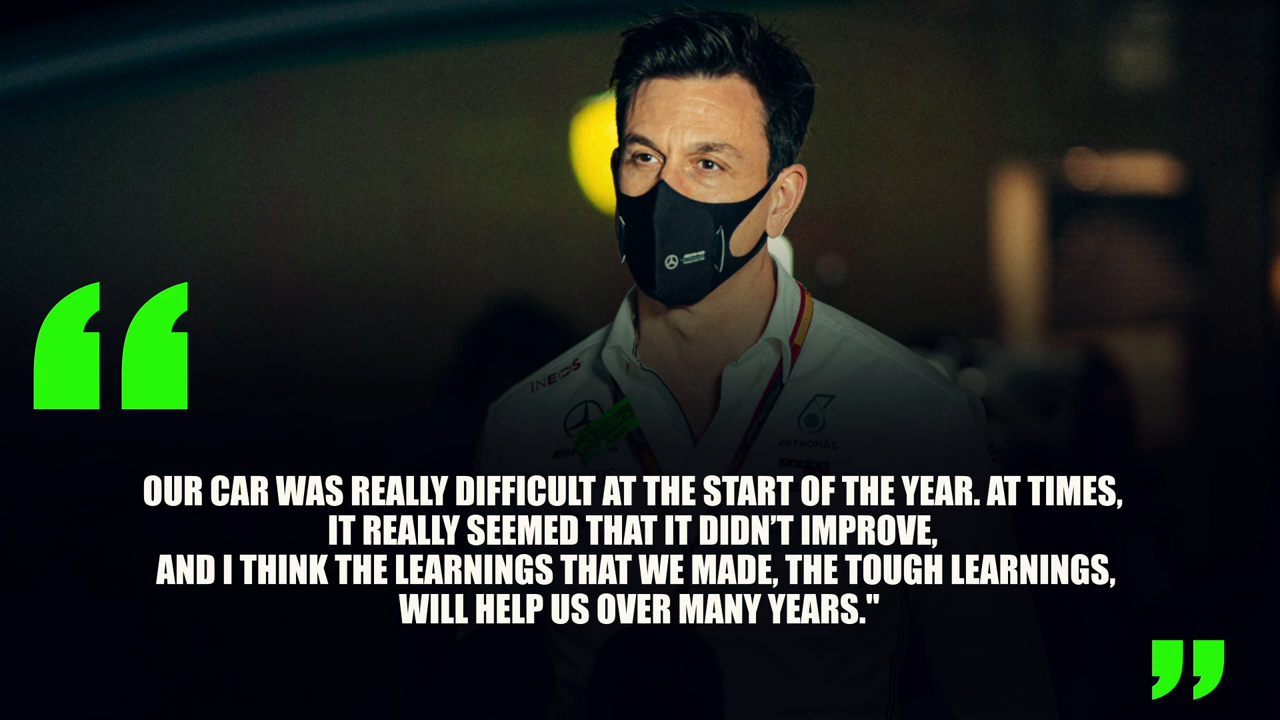 INEOS
PETRONAS
OUR CAR WAS REALLY DIFFICULT AT THE START OF THE YEAR. AT TIMES,
IT REALLY SEEMED THAT IT DIDN’T IMPROVE,
AND I THINK THE LEARNINGS THAT WE MADE, THE TOUGH LEARNINGS,
WILL HELP US OVER MANY YEARS."